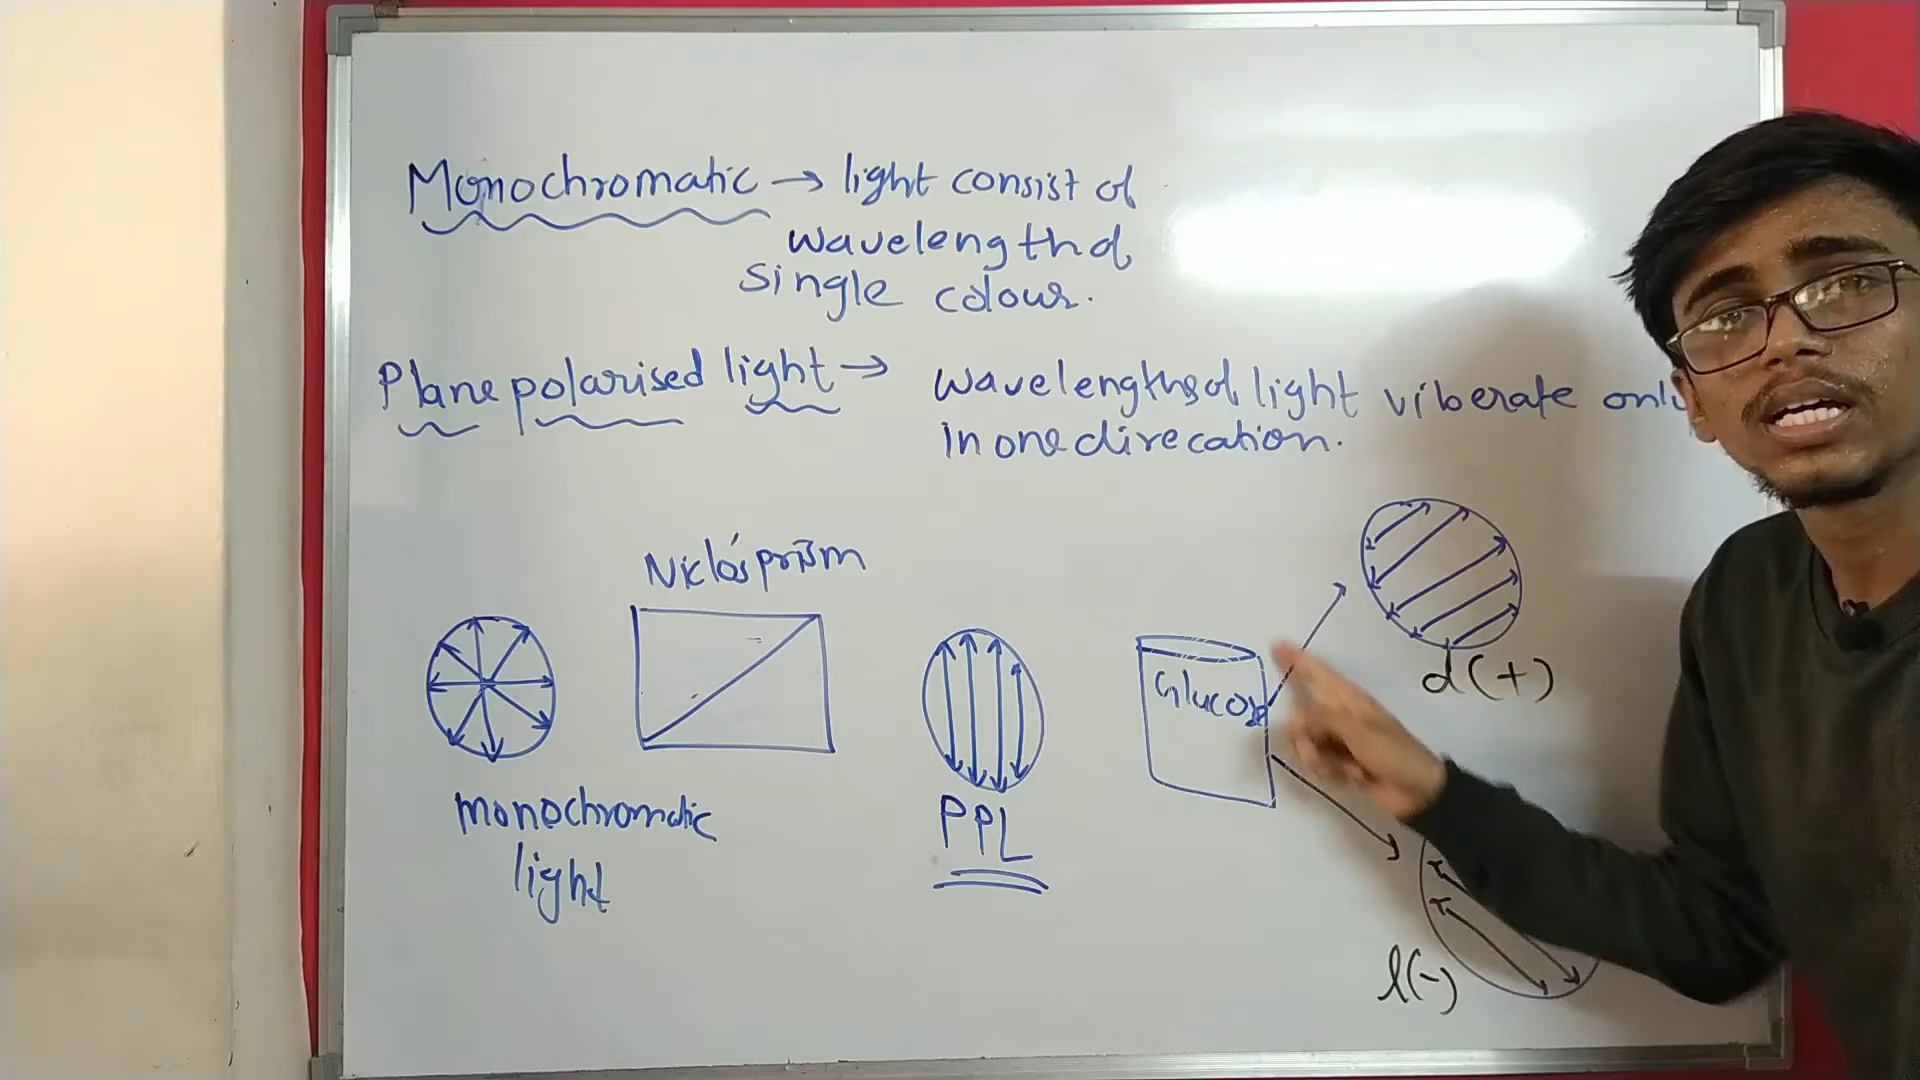 Monochromatic → light consist of
wavelength of
single colour.
Plane polarised light →
wavelengths of light viberate only
in one direcation.
Niclo's prism
Glucose
d(+)
monochromatic
light
PPL
l(-)